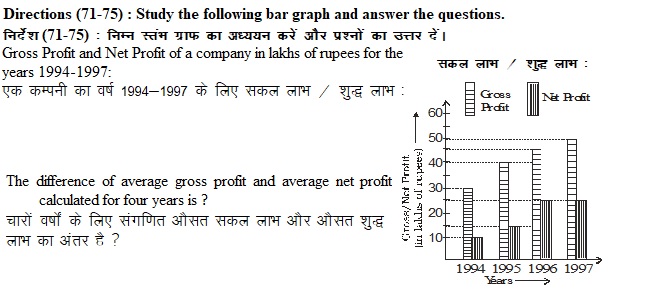 Directions (71-75) : Study the following bar graph and answer the questions.
निर्देश (71-75) : निम्न स्तंभ ग्राफ का अध्ययन करें और प्रश्नों का उत्तर दें।
Gross Profit and Net Profit of a company in lakhs of rupees for the
years 1994-1997:
एक कम्पनी का वर्ष 1994–1997 के लिए सकल लाभ / शुद्ध लाभ :
The difference of average gross profit and average net profit
calculated for four years is ?
चारों वर्षों के लिए संगणित औसत सकल लाभ और औसत शुद्ध
लाभ का अंतर है ?
सकल लाभ / शुद्ध लाभ :
Gross
Profit
Net Profit
Gross/Net Profit
(in lakhs of rupees)
60
50
40
30
20
10
1994 1995 1996 1997
Years